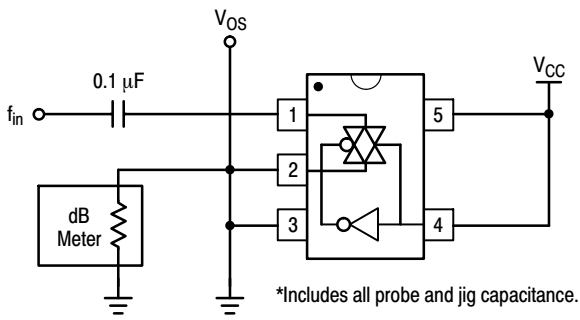 V_OS
0.1 μF
V_CC
f_in
1
5
2
dB
Meter
3
4
*Includes all probe and jig capacitance.